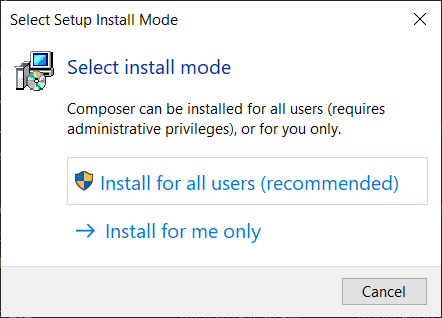 Select Setup Install Mode
Select install mode
Composer can be installed for all users (requires
administrative privileges), or for you only.
Install for all users (recommended)
Install for me only
Cancel